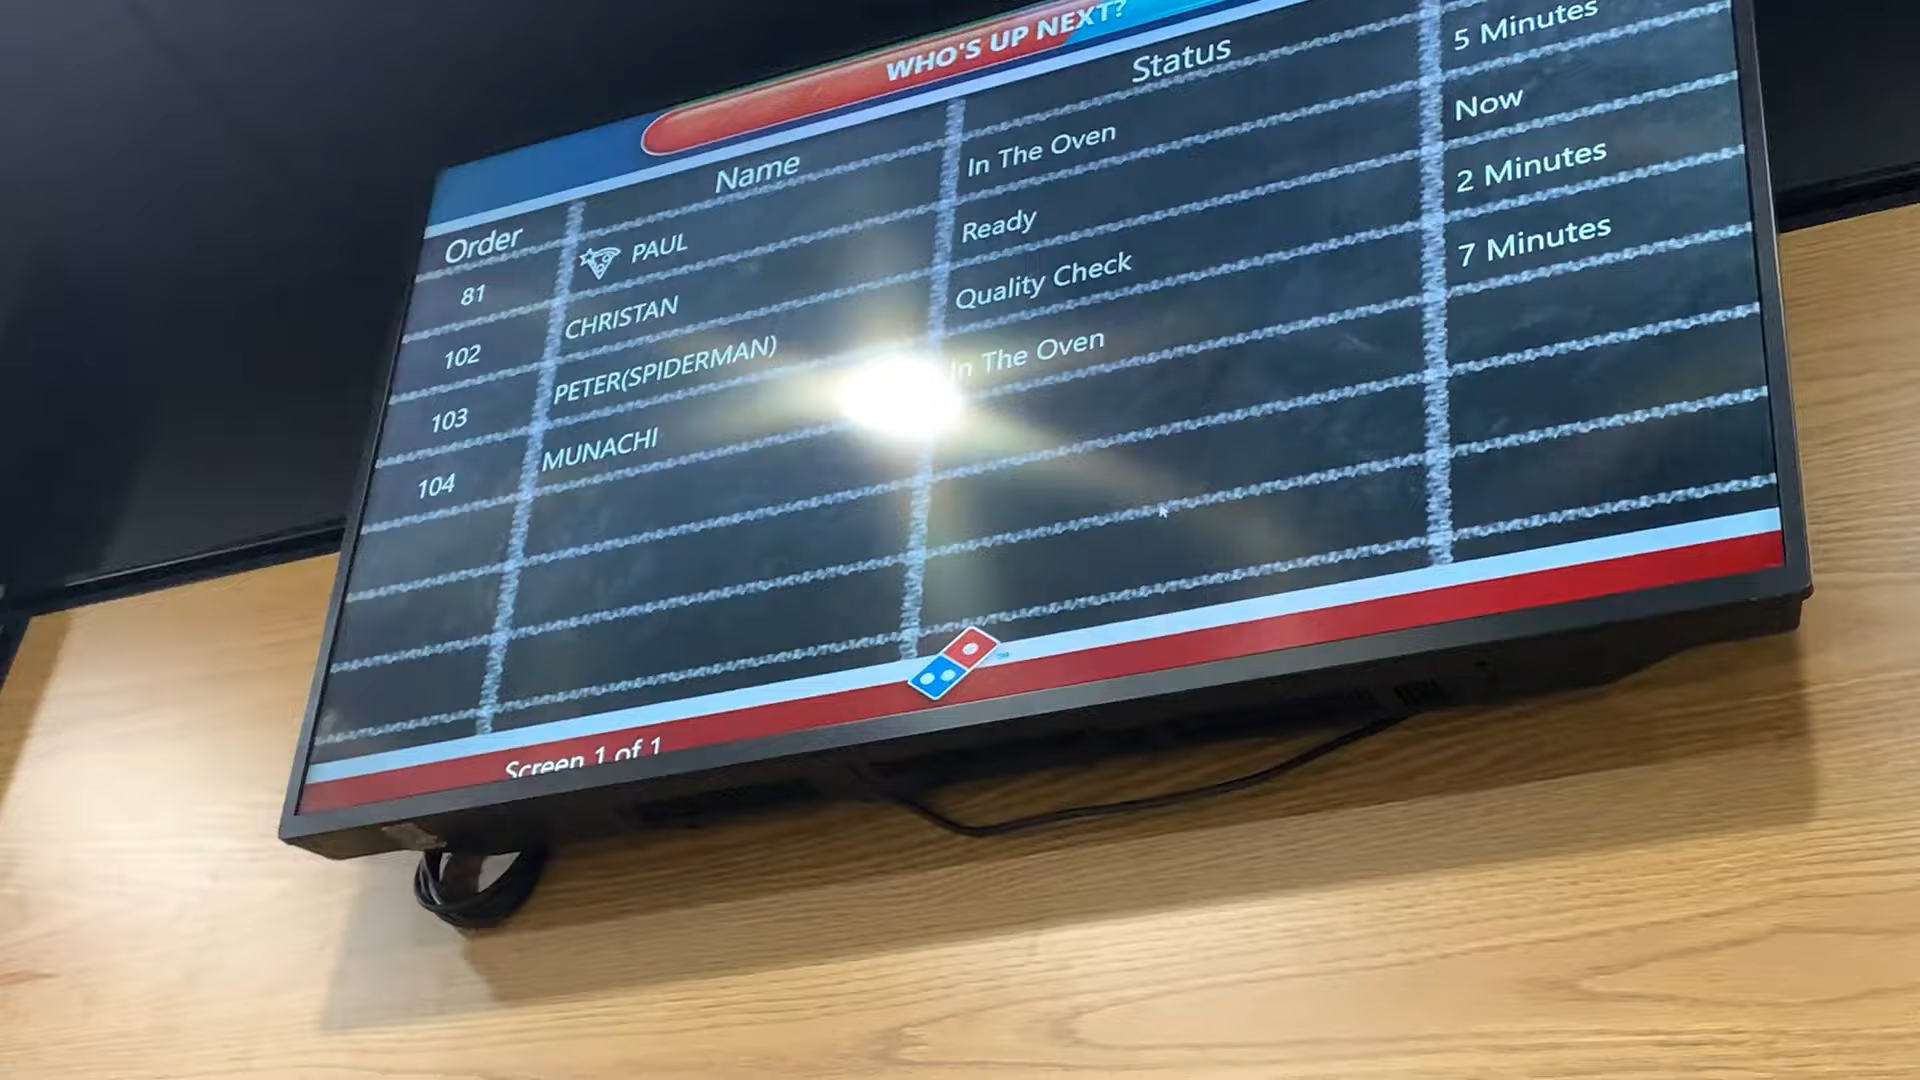 WHO'S UP NEXT?
Order Name Status
81 PAUL In The Oven 5 Minutes
102 CHRISTAN Ready Now
103 PETER(SPIDERMAN) Quality Check 2 Minutes
104 MUNACHI In The Oven 7 Minutes
Screen 1 of 1